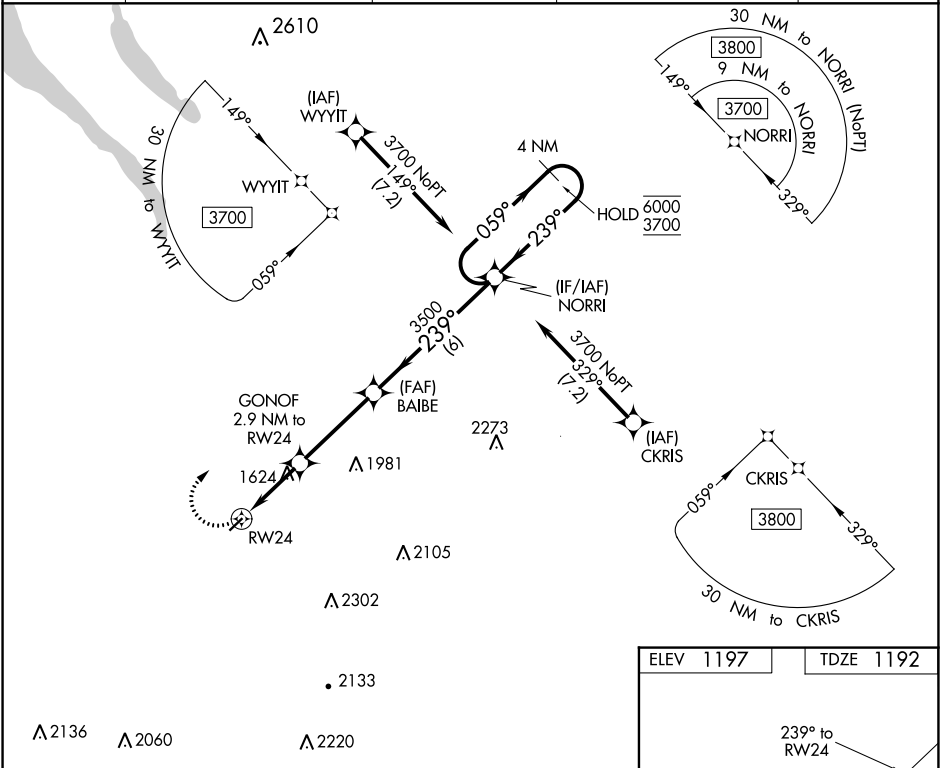 2610
(IAF)
WYYIT
3700 NoPT
149°
(7.2)
149°
WYYIT
3700
30 NM to WYYIT
059°
30 NM to NORRI (NoPT)
3800
9 NM to NORRI
3700
149°
NORRI
329°
4 NM
059°
239°
HOLD 6000
3700
(IF/IAF)
NORRI
3500
239°
(6)
(FAF)
BAIBE
3700 NoPT
329°
(7.2)
(IAF)
CKRIS
GONOF
2.9 NM to
RW24
1624
1981
2273
RW24
2105
2302
2133
2136
2060
2220
CKRIS
059°
3800
329°
30 NM to CKRIS
ELEV 1197
TDZE 1192
239° to
RW24